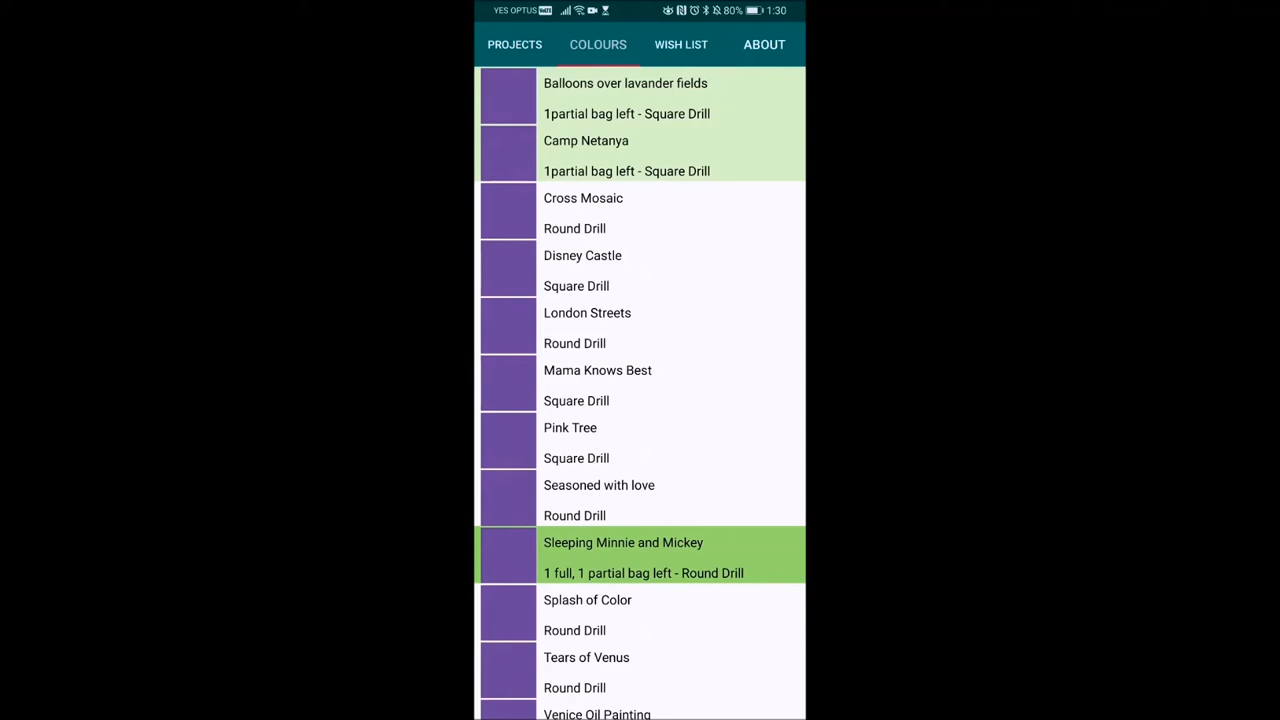 YES OPTUS 80% 1:30
PROJECTS COLOURS WISH LIST ABOUT
Balloons over lavander fields
1partial bag left - Square Drill
Camp Netanya
1partial bag left - Square Drill
Cross Mosaic
Round Drill
Disney Castle
Square Drill
London Streets
Round Drill
Mama Knows Best
Square Drill
Pink Tree
Square Drill
Seasoned with love
Round Drill
Sleeping Minnie and Mickey
1 full, 1 partial bag left - Round Drill
Splash of Color
Round Drill
Tears of Venus
Round Drill
Venice Oil Painting